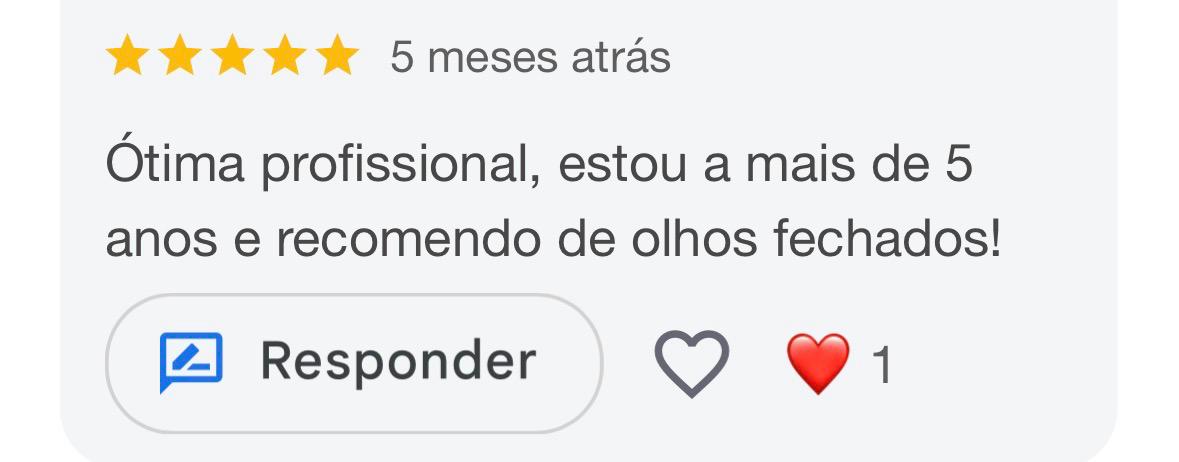 5 meses atrás
Ótima profissional, estou a mais de 5
anos e recomendo de olhos fechados!
Responder
1